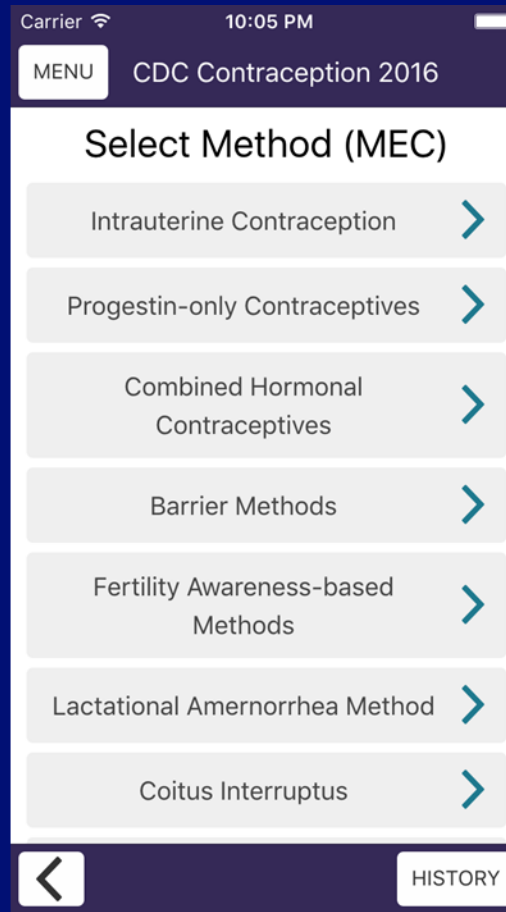 Carrier 10:05 PM
MENU CDC Contraception 2016
Select Method (MEC)
Intrauterine Contraception
Progestin-only Contraceptives
Combined Hormonal
Contraceptives
Barrier Methods
Fertility Awareness-based
Methods
Lactational Amernorrhea Method
Coitus Interruptus
HISTORY